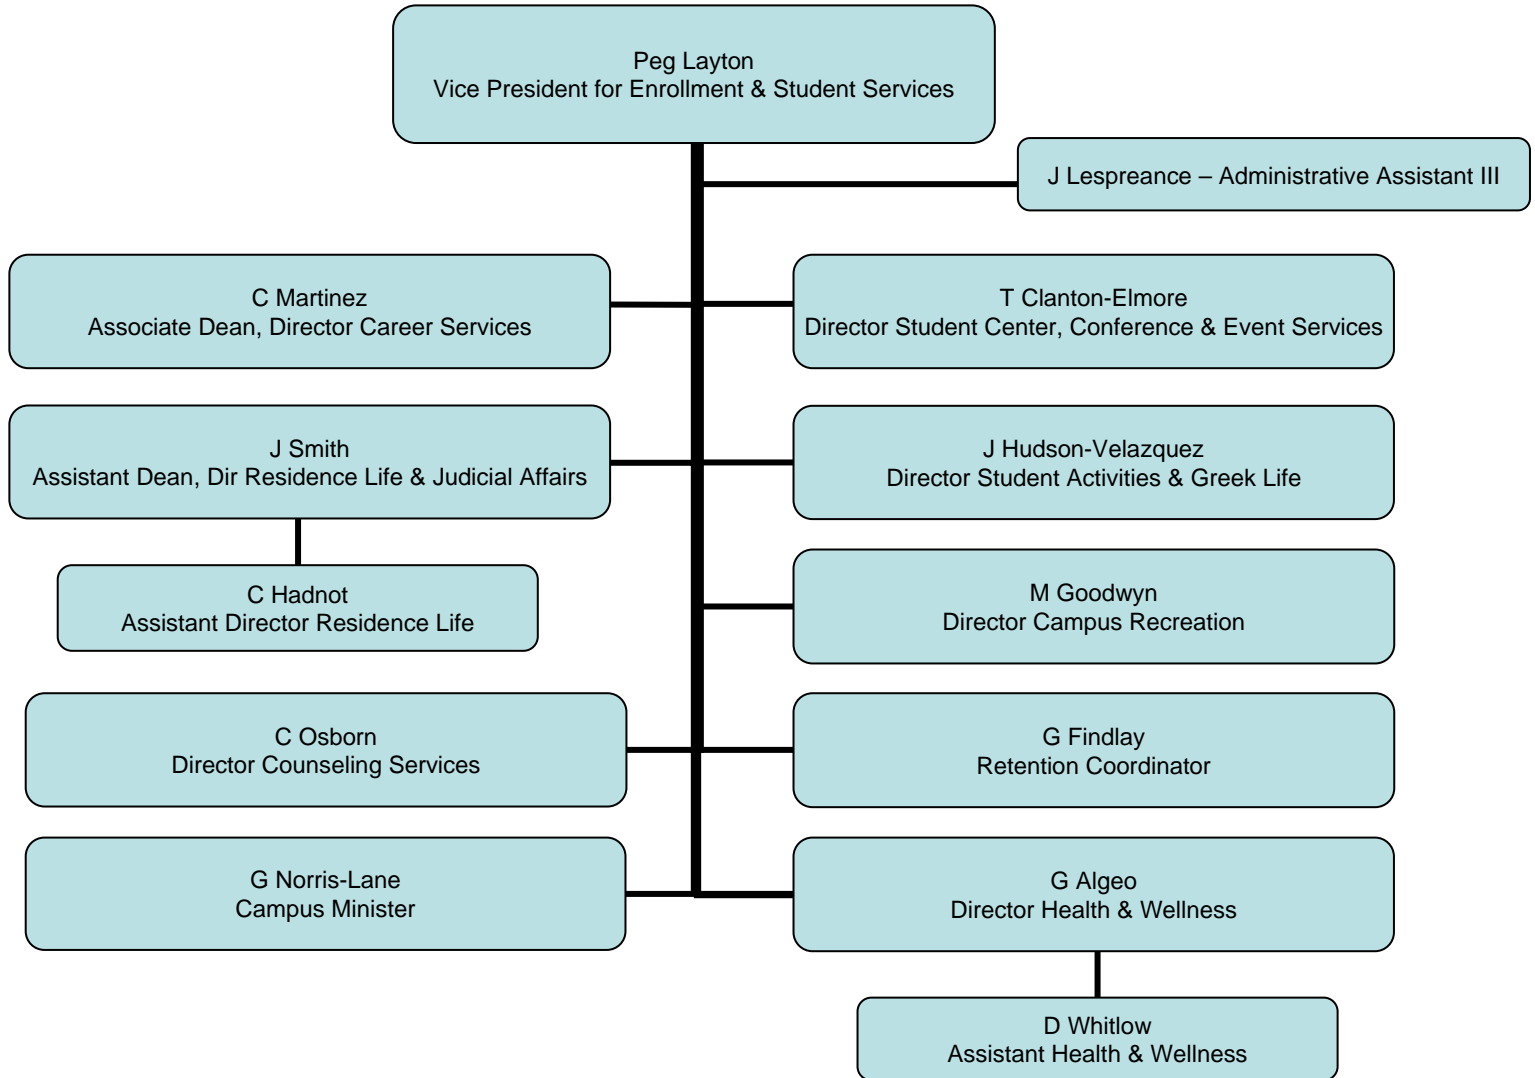 Peg Layton
Vice President for Enrollment & Student Services
J Lespreance – Administrative Assistant III
C Martinez
Associate Dean, Director Career Services
T Clanton-Elmore
Director Student Center, Conference & Event Services
J Smith
Assistant Dean, Dir Residence Life & Judicial Affairs
J Hudson-Velazquez
Director Student Activities & Greek Life
C Hadnot
Assistant Director Residence Life
M Goodwyn
Director Campus Recreation
C Osborn
Director Counseling Services
G Findlay
Retention Coordinator
G Norris-Lane
Campus Minister
G Algeo
Director Health & Wellness
D Whitlow
Assistant Health & Wellness